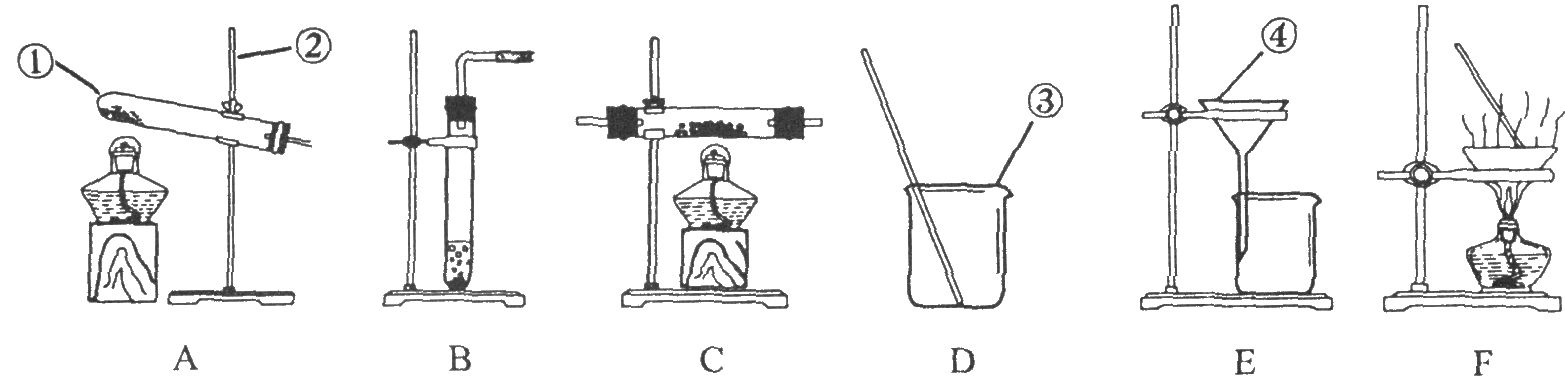 ① ② ③ ④
A B C D E F